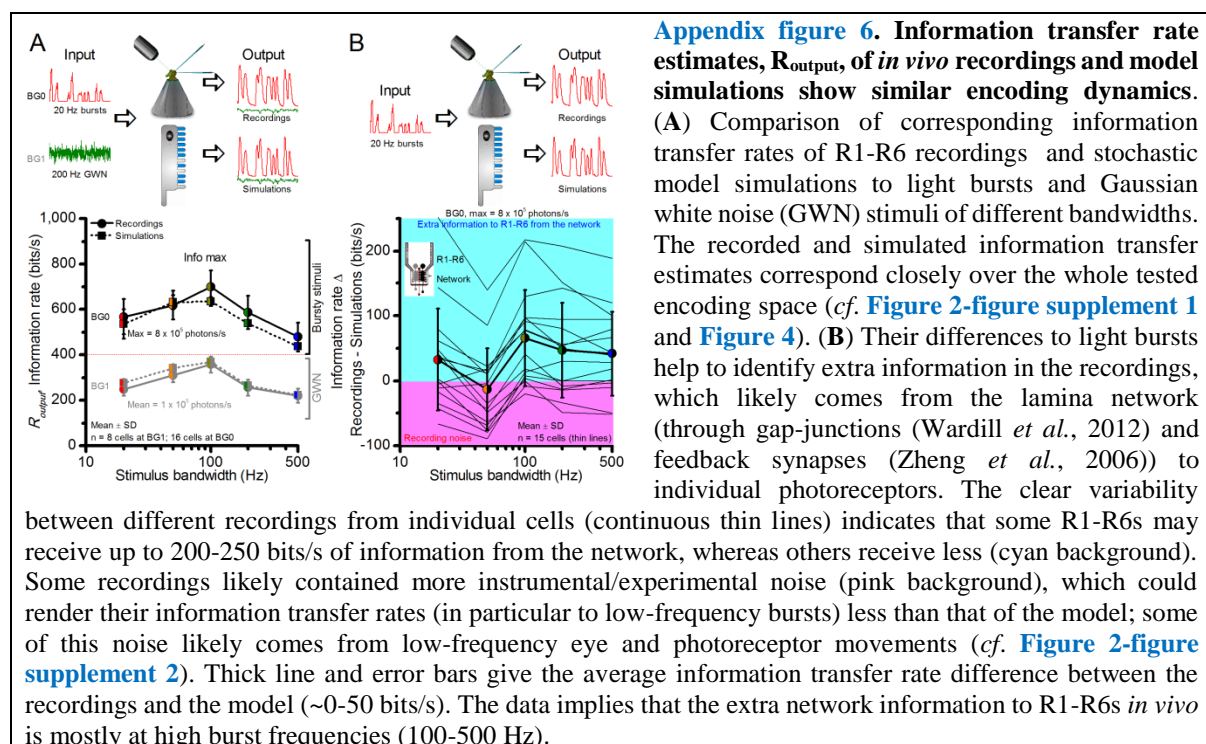 A
Input
Output
BG0
20 Hz bursts
Recordings
BG1
200 Hz GWN
Simulations
R_output, Information rate (bits/s)
1,000
800
600
400
200
0
Recordings
Simulations
Info max
BG0
Max = 8 x 10^5 photons/s
Bursty stimuli
BG1
Mean = 1 x 10^5 photons/s
GWN
Mean ± SD
n = 8 cells at BG1; 16 cells at BG0
10
100
500
Stimulus bandwidth (Hz)
B
Input
Output
20 Hz bursts
Recordings
Simulations
BG0, max = 8 x 10^5 photons/s
Extra information to R1-R6 from the network
R1-R6
Network
Information rate Δ
Recordings - Simulations (bits/s)
200
100
0
-100
Recording noise
Mean ± SD
n = 15 cells (thin lines)
10
100
500
Stimulus bandwidth (Hz)
Appendix figure 6. Information transfer rate
estimates, Routput, of in vivo recordings and model
simulations show similar encoding dynamics.
(A) Comparison of corresponding information
transfer rates of R1-R6 recordings and stochastic
model simulations to light bursts and Gaussian
white noise (GWN) stimuli of different bandwidths.
The recorded and simulated information transfer
estimates correspond closely over the whole tested
encoding space (cf. Figure 2-figure supplement 1
and Figure 4). (B) Their differences to light bursts
help to identify extra information in the recordings,
which likely comes from the lamina network
(through gap-junctions (Wardill et al., 2012) and
feedback synapses (Zheng et al., 2006)) to
individual photoreceptors. The clear variability
between different recordings from individual cells (continuous thin lines) indicates that some R1-R6s may
receive up to 200-250 bits/s of information from the network, whereas others receive less (cyan background).
Some recordings likely contained more instrumental/experimental noise (pink background), which could
render their information transfer rates (in particular to low-frequency bursts) less than that of the model; some
of this noise likely comes from low-frequency eye and photoreceptor movements (cf. Figure 2-figure
supplement 2). Thick line and error bars give the average information transfer rate difference between the
recordings and the model (~0-50 bits/s). The data implies that the extra network information to R1-R6s in vivo
is mostly at high burst frequencies (100-500 Hz).